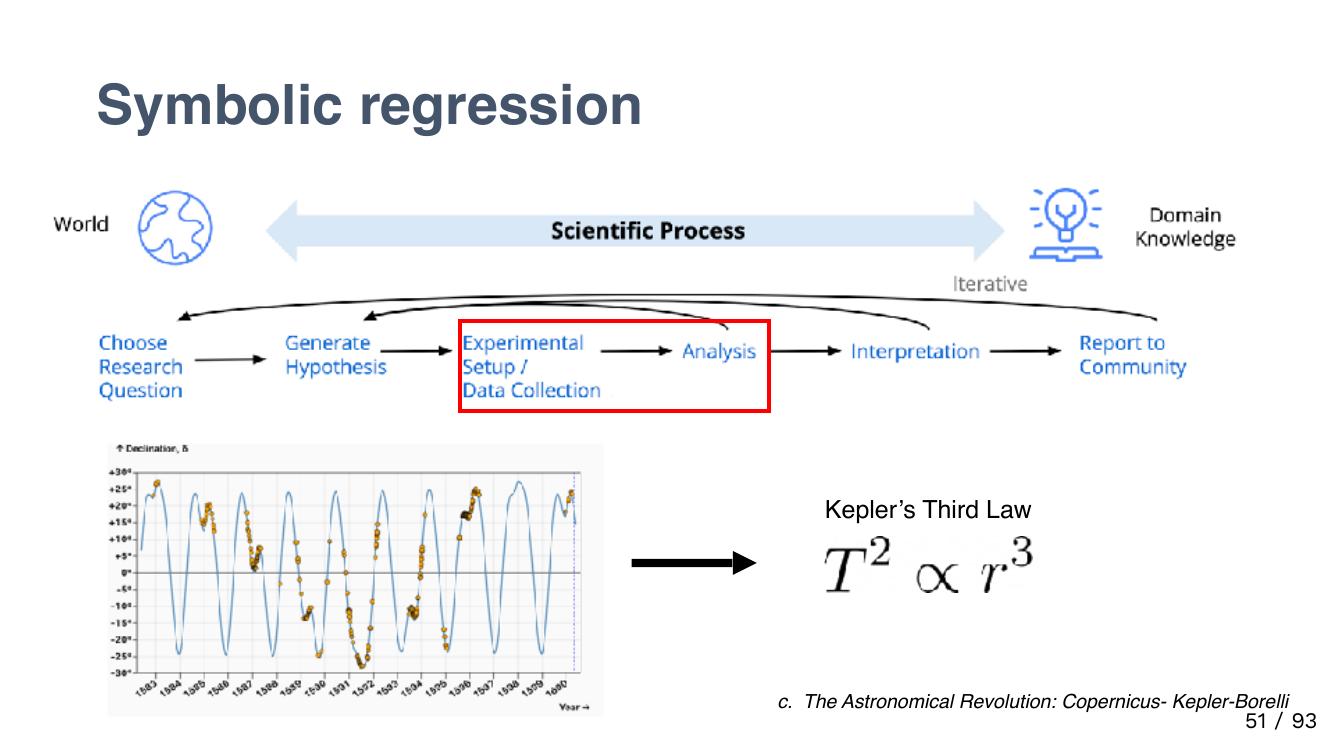 Symbolic regression
World
Scientific Process
Domain
Knowledge
Iterative
Choose
Research
Question
Generate
Hypothesis
Experimental
Setup /
Data Collection
Analysis
Interpretation
Report to
Community
↑ Declination, δ
+30°
+25°
+20°
+15°
+10°
+5°
0°
-5°
-10°
-15°
-20°
-25°
-30°
1583 1584 1585 1586 1587 1588 1589 1590 1591 1592 1593 1594 1595 1596 1597 1598 1599 1600
Year →
Kepler's Third Law
T² ∝ r³
c. The Astronomical Revolution: Copernicus- Kepler-Borelli
51 / 93